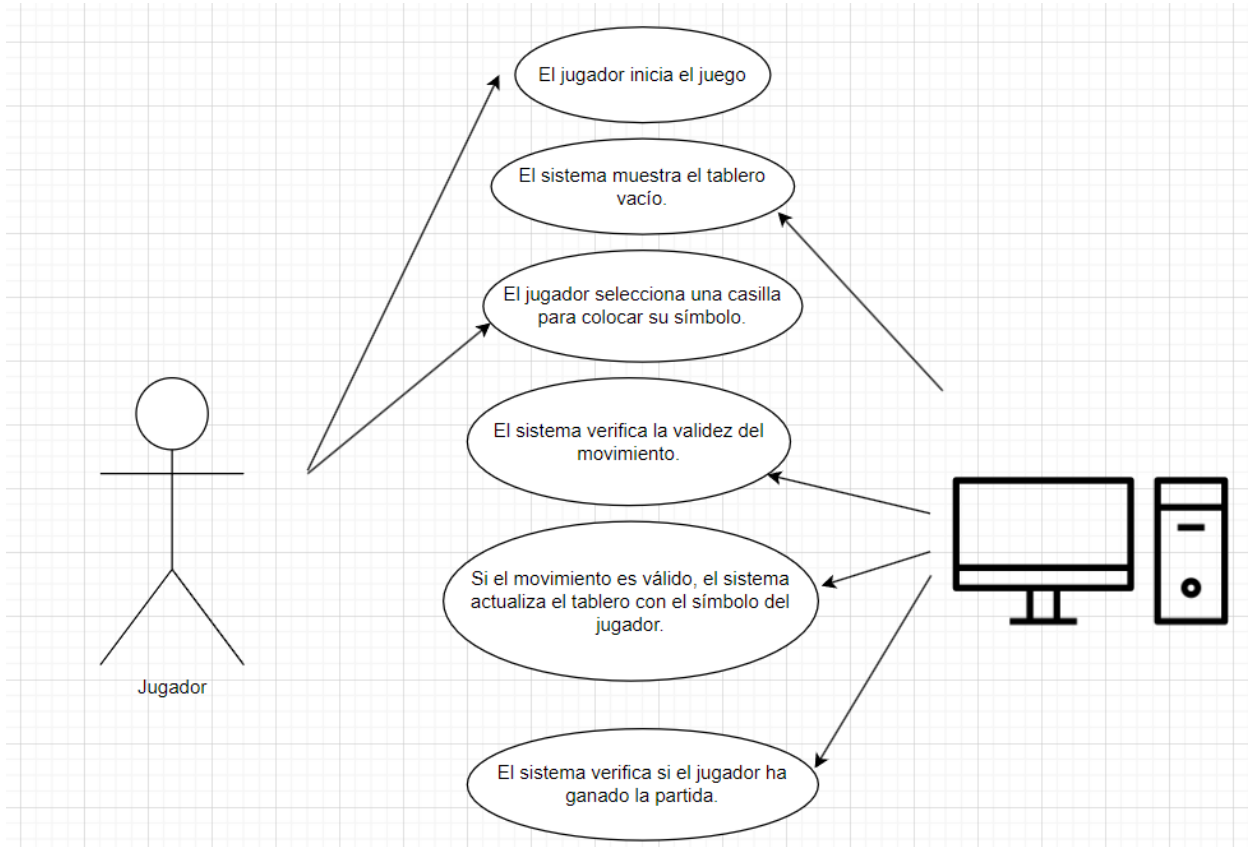 El jugador inicia el juego
El sistema muestra el tablero
vacío.
El jugador selecciona una casilla
para colocar su símbolo.
El sistema verifica la validez del
movimiento.
Si el movimiento es válido, el sistema
actualiza el tablero con el símbolo del
jugador.
Jugador
El sistema verifica si el jugador ha
ganado la partida.